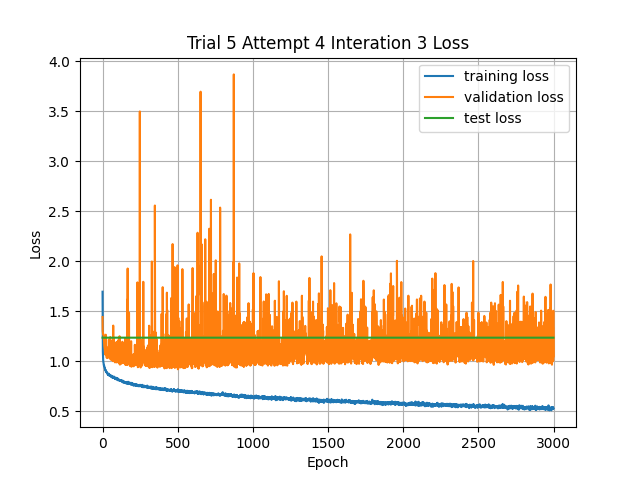 Trial 5 Attempt 4 Interation 3 Loss
training loss
validation loss
test loss
4.0
3.5
3.0
2.5
2.0
1.5
1.0
0.5
Loss
0
500
1000
1500
2000
2500
3000
Epoch